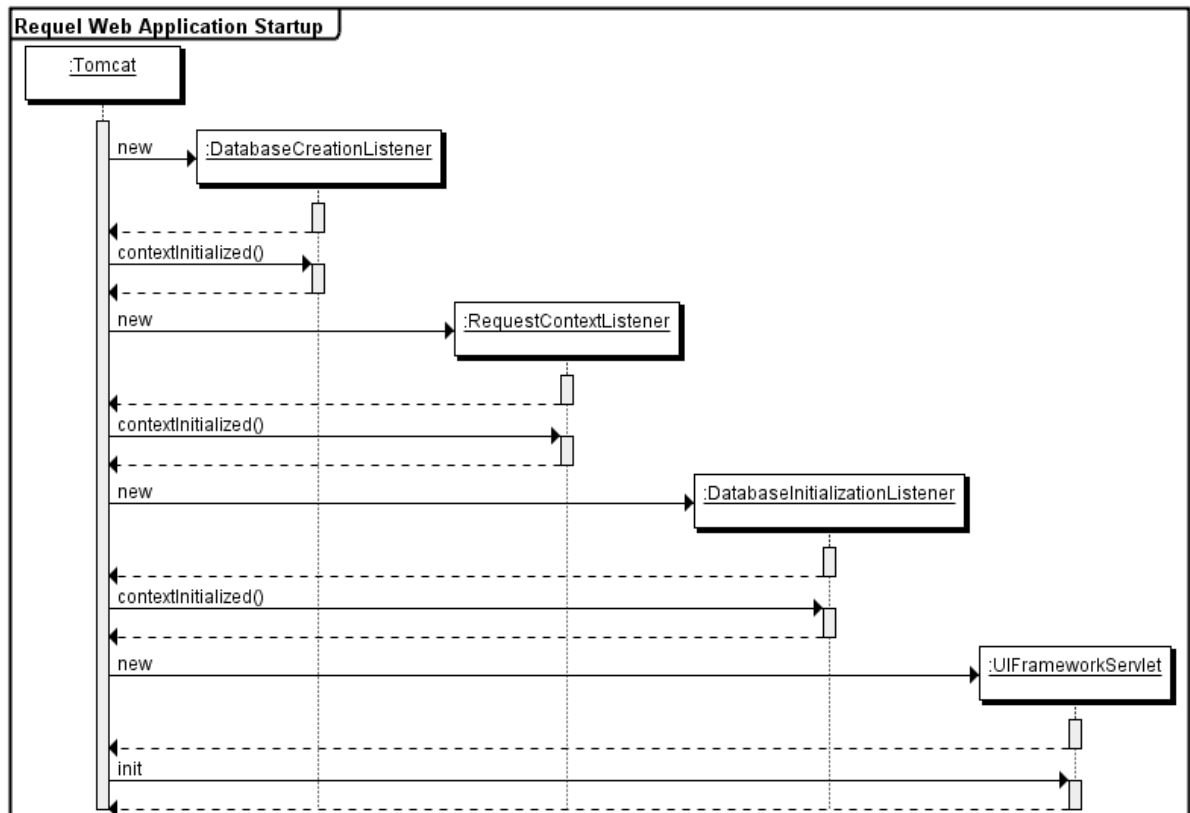 Requel Web Application Startup
:Tomcat
new
:DatabaseCreationListener
contextInitialized()
new
:RequestContextListener
contextInitialized()
new
:DatabaseInitializationListener
contextInitialized()
new
:UIFrameworkServlet
init